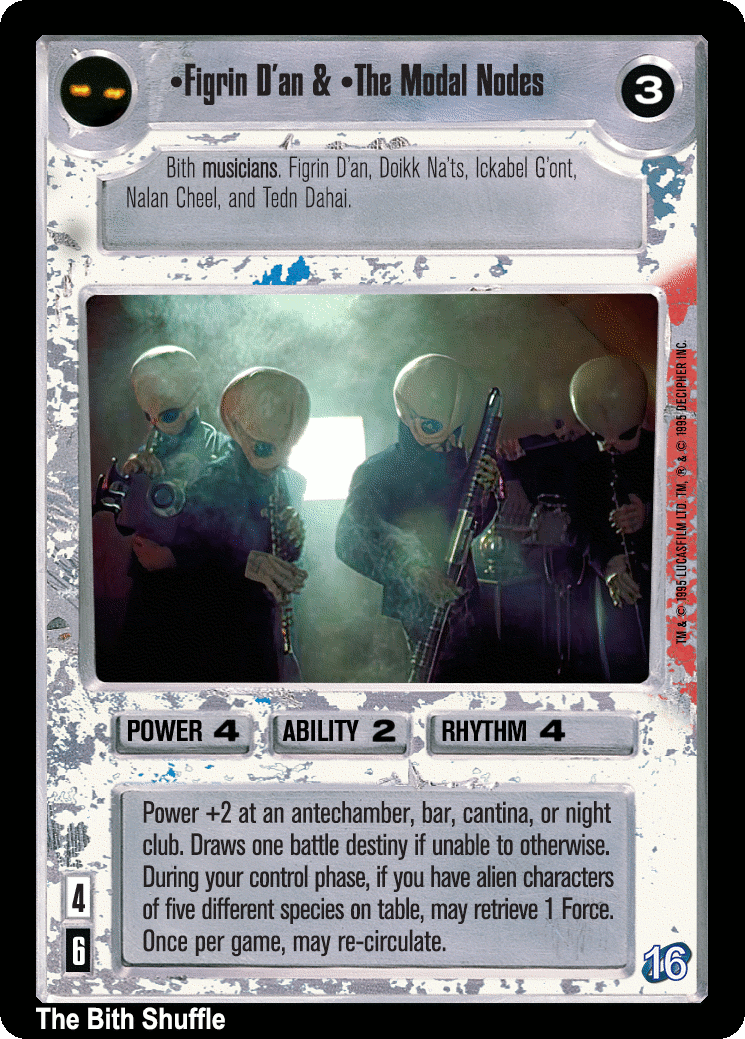 •Figrin D'an & •The Modal Nodes
3
Bith musicians. Figrin D'an, Doikk Na'ts, Ickabel G'ont,
Nalan Cheel, and Tedn Dahai.
TM & © 1995 LUCASFILM LTD. TM, ® & © 1995 DECIPHER INC.
POWER 4 ABILITY 2 RHYTHM 4
Power +2 at an antechamber, bar, cantina, or night
club. Draws one battle destiny if unable to otherwise.
During your control phase, if you have alien characters
of five different species on table, may retrieve 1 Force.
Once per game, may re-circulate.
4
6
16
The Bith Shuffle